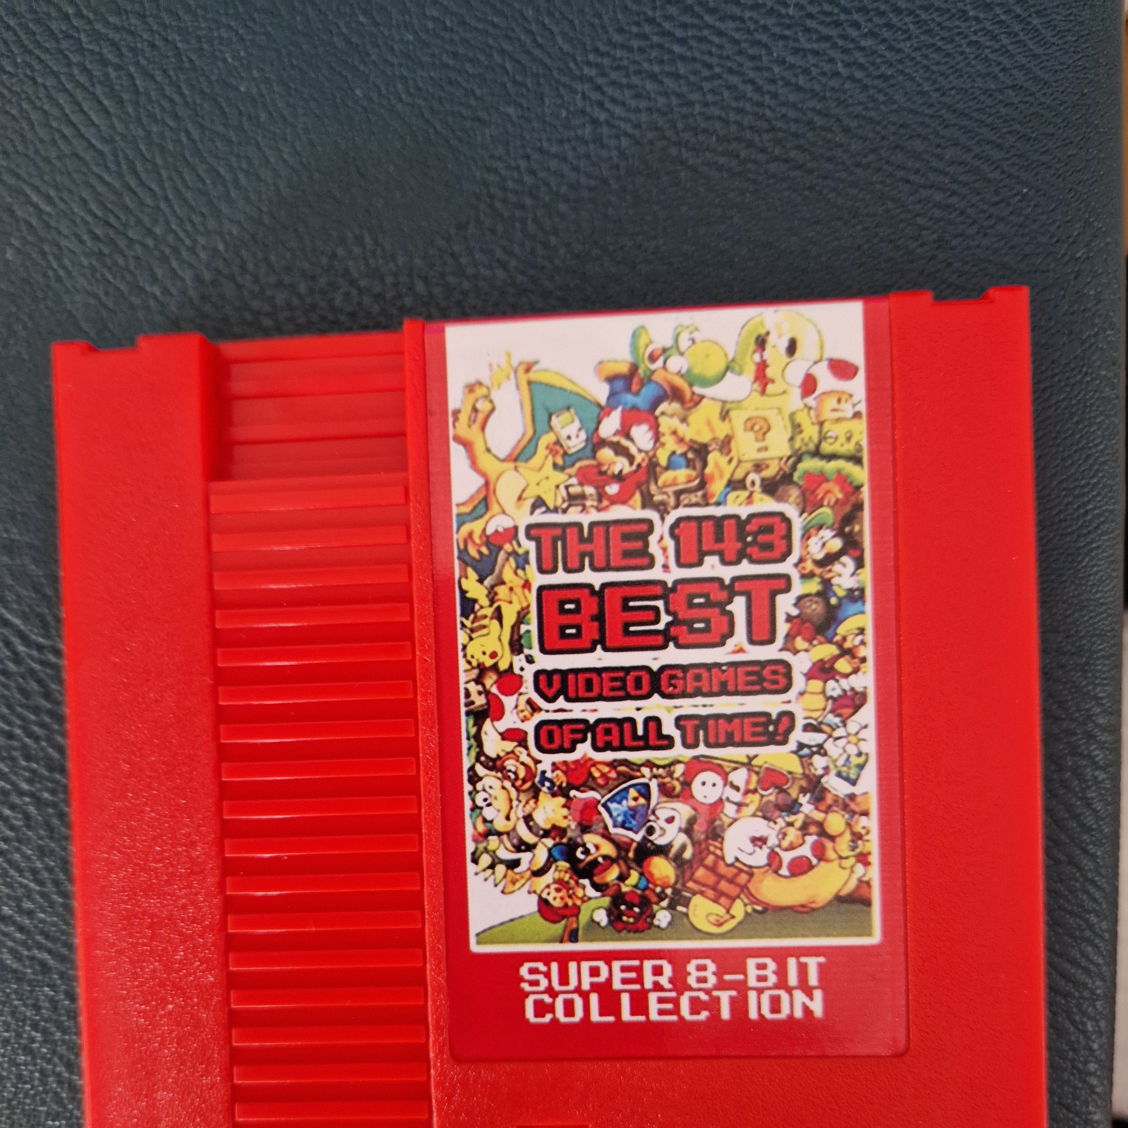 THE 143
BEST
VIDEO GAMES
OF ALL TIME!
?
SUPER 8-BIT
COLLECTION